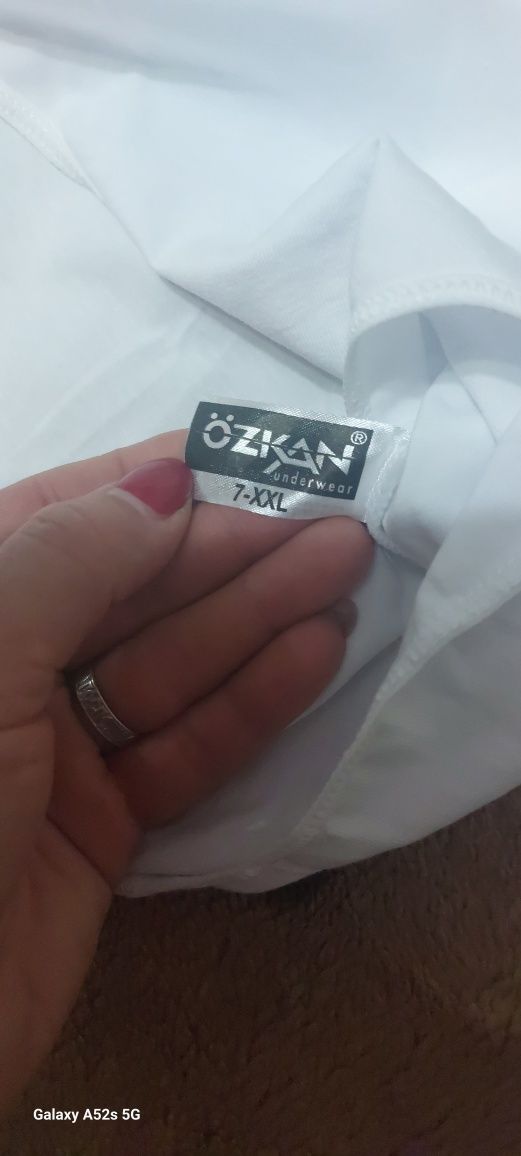 ÖZKAN®
underwear
7-XXL
Galaxy A52s 5G